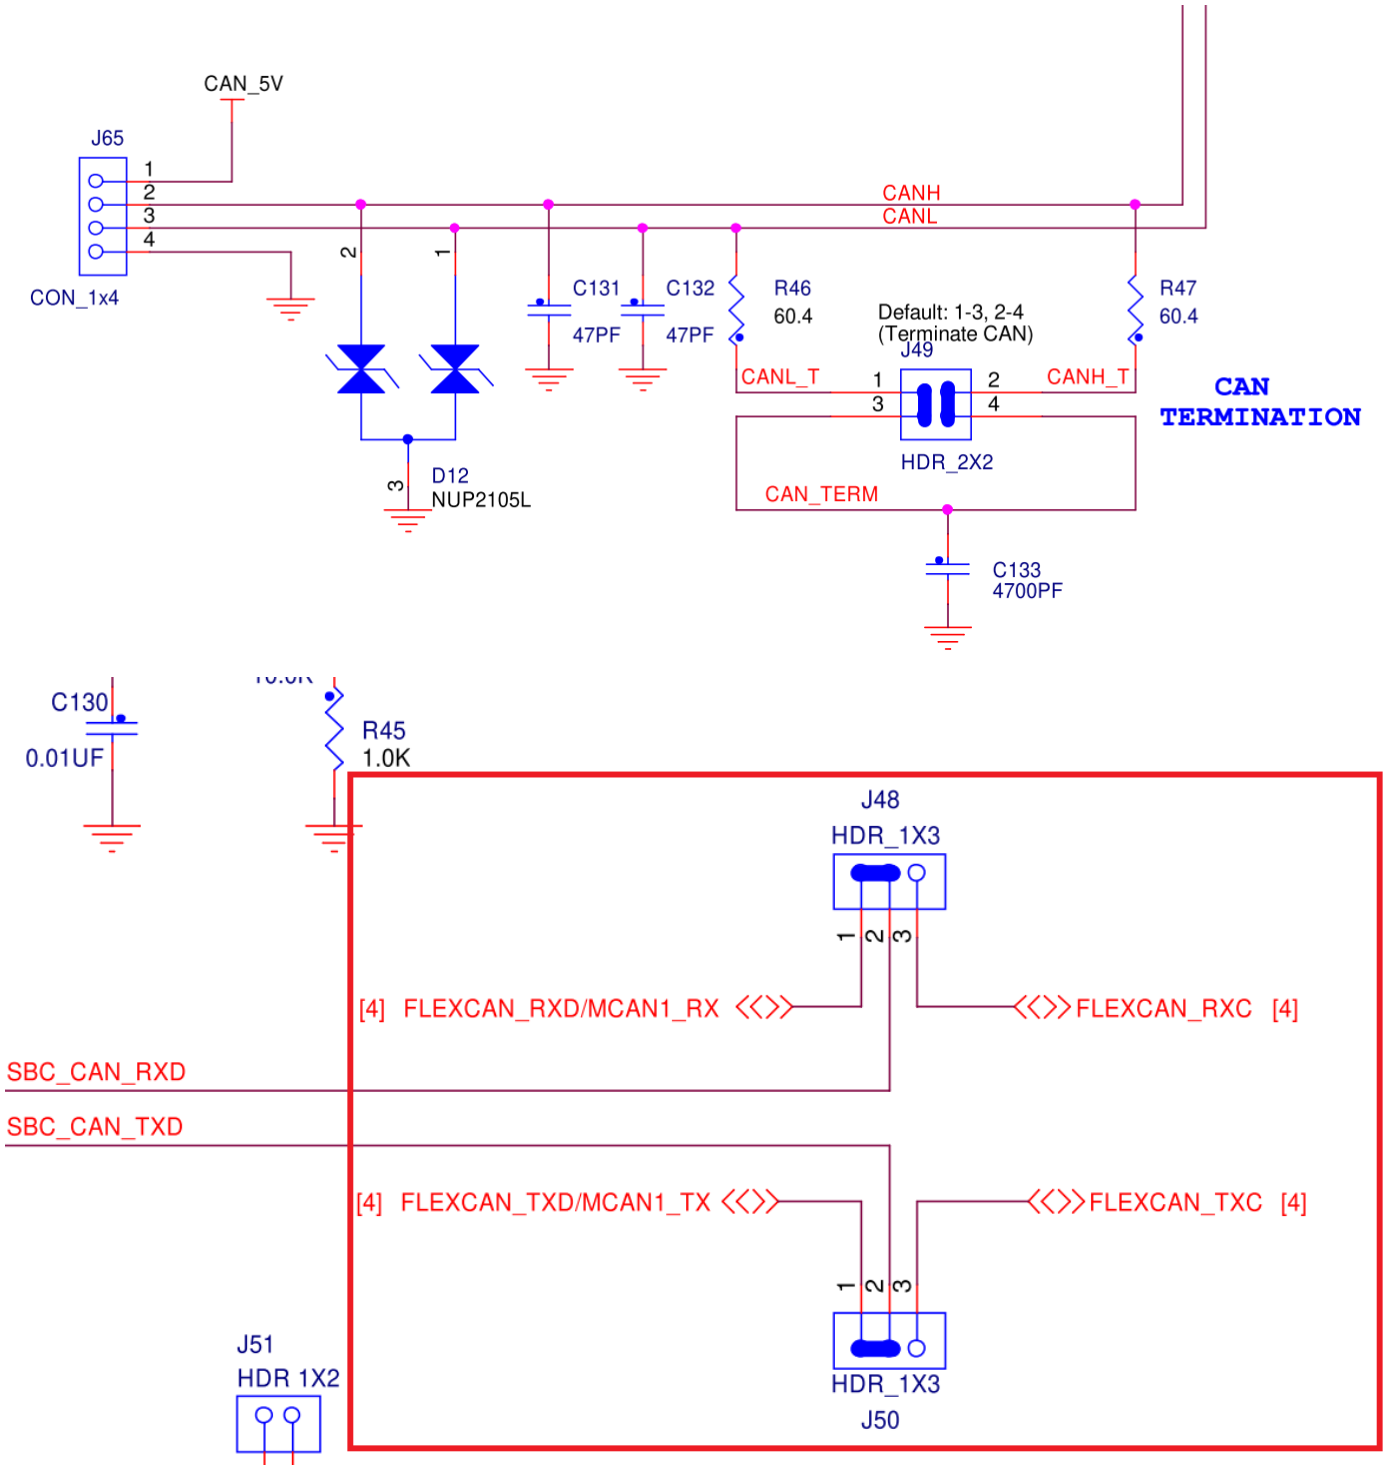 CAN_5V
J65
1
2
3
4
CON_1x4
CANH
CANL
2
1
C131
47PF
C132
47PF
R46
60.4
R47
60.4
Default: 1-3, 2-4
(Terminate CAN)
J49
CANL_T
1
2
CANH_T
3
4
HDR_2X2
CAN
TERMINATION
D12
NUP2105L
3
CAN_TERM
C133
4700PF
C130
0.01UF
10.0K
R45
1.0K
J48
HDR_1X3
1
2
3
[4] FLEXCAN_RXD/MCAN1_RX
FLEXCAN_RXC [4]
SBC_CAN_RXD
SBC_CAN_TXD
[4] FLEXCAN_TXD/MCAN1_TX
FLEXCAN_TXC [4]
1
2
3
HDR_1X3
J50
J51
HDR 1X2